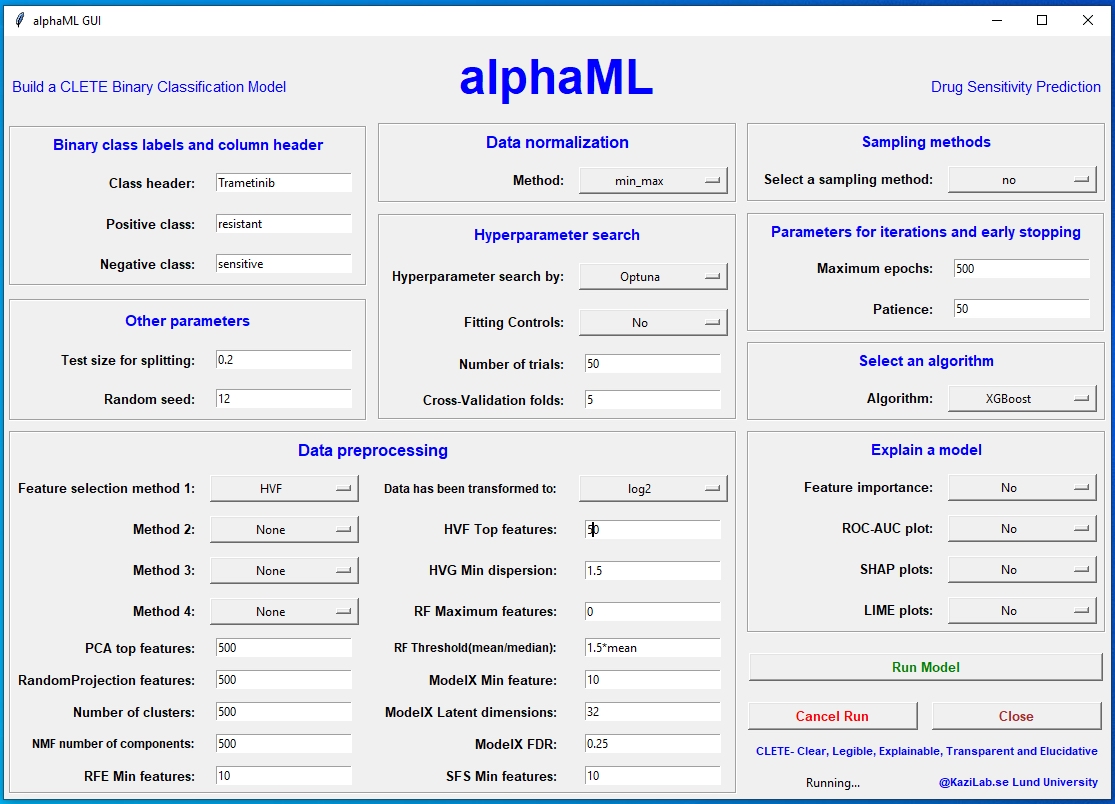 alphaML GUI
Build a CLETE Binary Classification Model
alphaML
Drug Sensitivity Prediction
Binary class labels and column header
Class header: Trametinib
Positive class: resistant
Negative class: sensitive
Other parameters
Test size for splitting: 0.2
Random seed: 12
Data normalization
Method: min_max
Hyperparameter search
Hyperparameter search by: Optuna
Fitting Controls: No
Number of trials: 50
Cross-Validation folds: 5
Sampling methods
Select a sampling method: no
Parameters for iterations and early stopping
Maximum epochs: 500
Patience: 50
Select an algorithm
Algorithm: XGBoost
Data preprocessing
Feature selection method 1: HVF
Data has been transformed to: log2
Method 2: None
HVF Top features: 50
Method 3: None
HVG Min dispersion: 1.5
Method 4: None
RF Maximum features: 0
PCA top features: 500
RF Threshold(mean/median): 1.5*mean
RandomProjection features: 500
ModelX Min feature: 10
Number of clusters: 500
ModelX Latent dimensions: 32
NMF number of components: 500
ModelX FDR: 0.25
RFE Min features: 10
SFS Min features: 10
Explain a model
Feature importance: No
ROC-AUC plot: No
SHAP plots: No
LIME plots: No
Run Model
Cancel Run
Close
CLETE- Clear, Legible, Explainable, Transparent and Elucidative
Running...
@KaziLab.se Lund University